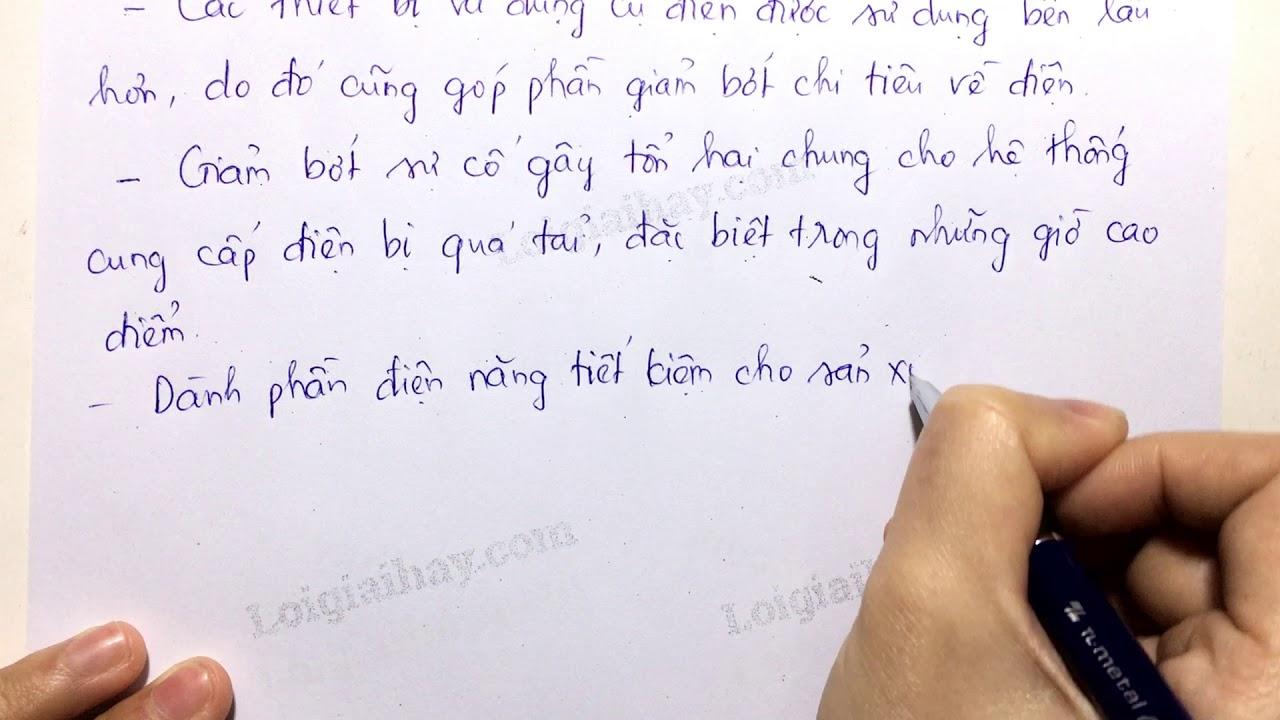 - Các thiết bị và dụng cụ điện được sử dụng bền lâu
hơn, do đó cũng góp phần giảm bớt chi tiêu về điện.
- Giảm bớt sự cố gây tổn hại chung cho hệ thống
cung cấp điện bị quá tải, đặc biệt trong những giờ cao
điểm.
- Dành phần điện năng tiết kiệm cho sản x
Loigiaihay.com
Loigiaihay.com
Loigiaih
π-metal